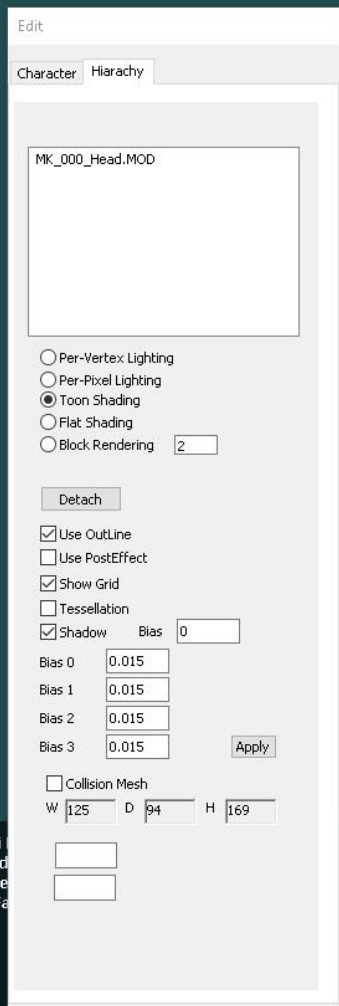 Edit
Character Hiarachy
MK_000_Head.MOD
Per-Vertex Lighting
Per-Pixel Lighting
Toon Shading
Flat Shading
Block Rendering 2
Detach
Use OutLine
Use PostEffect
Show Grid
Tessellation
Shadow Bias 0
Bias 0 0.015
Bias 1 0.015
Bias 2 0.015
Bias 3 0.015 Apply
Collision Mesh
W 125 D 94 H 169